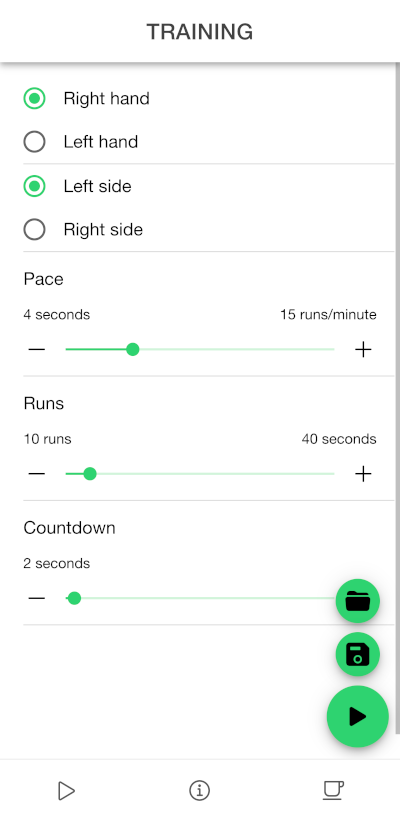 TRAINING
Right hand
Left hand
Left side
Right side
Pace
4 seconds 15 runs/minute
Runs
10 runs 40 seconds
Countdown
2 seconds